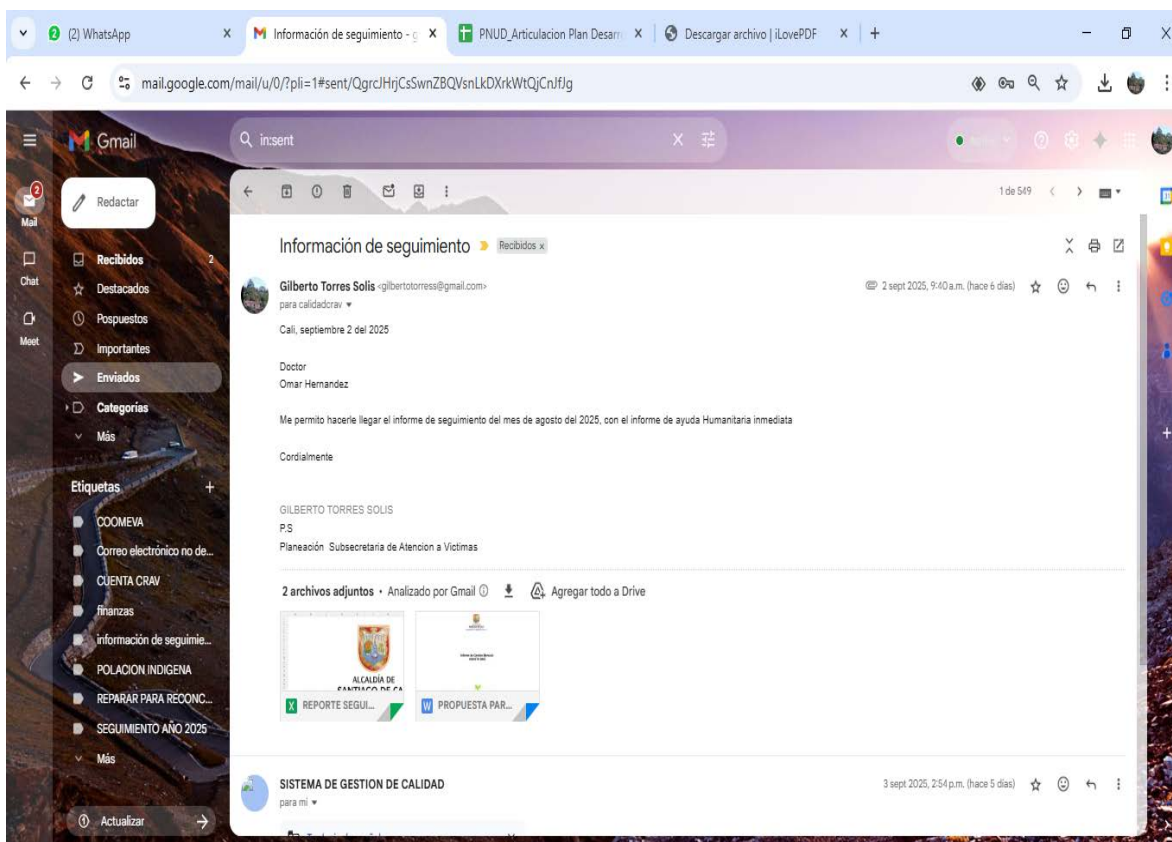 2 (2) WhatsApp
Información de seguimiento - g
PNUD_Articulacion Plan Desarr
Descargar archivo | iLovePDF
mail.google.com/mail/u/0/?pli=1#sent/QgrcJHrjCsSwnZBQVsnLkDXrkWtQjCnJfJg
Gmail
in:sent
2
Mail
Chat
Meet
Redactar
Recibidos 2
Destacados
Pospuestos
Importantes
Enviados
Categorías
Más
Etiquetas
COOMEVA
Correo electrónico no de...
CUENTA CRAV
finanzas
información de seguimie...
POLACION INDIGENA
REPARAR PARA RECONC...
SEGUIMIENTO AÑO 2025
Más
Actualizar
1 de 549
Información de seguimiento Recibidos x
Gilberto Torres Solis <gilbertotorress@gmail.com> 2 sept 2025, 9:40 a.m. (hace 6 días)
para calidadcrav
Cali, septiembre 2 del 2025
Doctor
Omar Hernandez
Me permito hacerle llegar el informe de seguimiento del mes de agosto del 2025, con el informe de ayuda Humanitaria inmediata
Cordialmente
GILBERTO TORRES SOLIS
P.S
Planeación Subsecretaria de Atencion a Victimas
2 archivos adjuntos • Analizado por Gmail Agregar todo a Drive
ALCALDÍA DE
SANTIAGO DE CA
X REPORTE SEGUI...
W PROPUESTA PAR...
SISTEMA DE GESTION DE CALIDAD 3 sept 2025, 2:54 p.m. (hace 5 días)
para mí